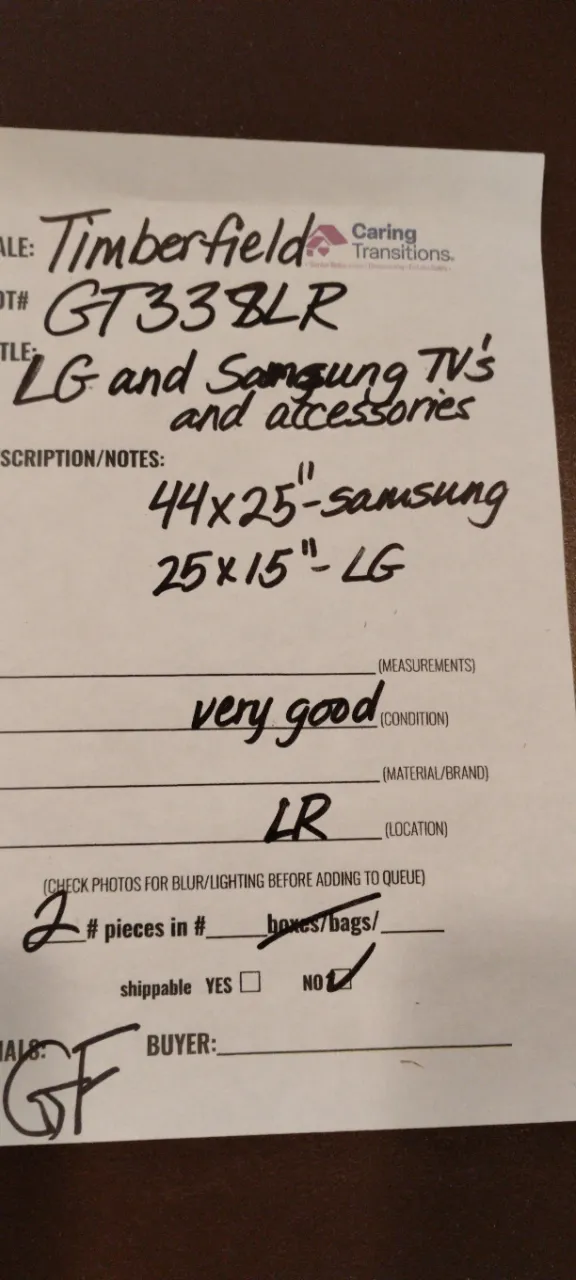 ALE: Timberfield Caring Transitions.
OT# GT338LR
TLE: LG and Samsung TV's
and accessories
SCRIPTION/NOTES:
44x25"-samsung
25x15"- LG
(MEASUREMENTS)
very good (CONDITION)
(MATERIAL/BRAND)
LR (LOCATION)
(CHECK PHOTOS FOR BLUR/LIGHTING BEFORE ADDING TO QUEUE)
2 # pieces in #_____ boxes/bags/_____
shippable YES ☐ NO ☑
IALS: GF BUYER: